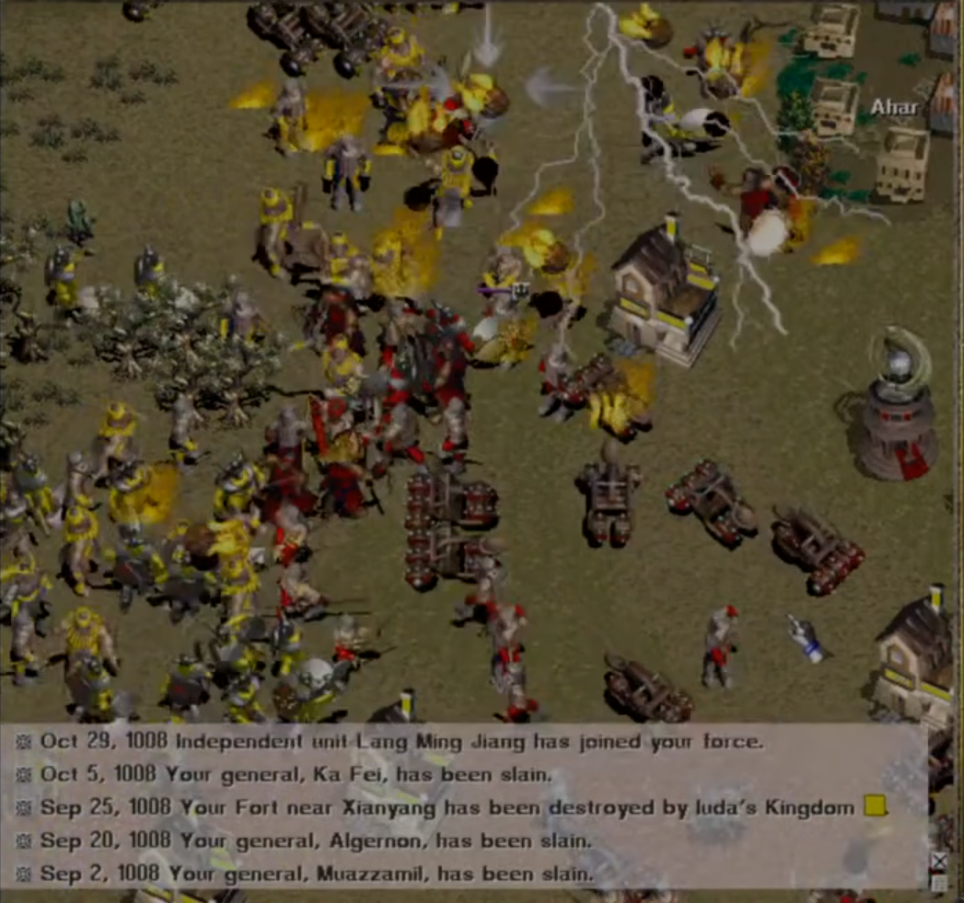 Ahar
Oct 29, 1008 Independent unit Lang Ming Jiang has joined your force.
Oct 5, 1008 Your general, Ka Fei, has been slain.
Sep 25, 1008 Your Fort near Xianyang has been destroyed by Iuda's Kingdom
Sep 20, 1008 Your general, Algernon, has been slain.
Sep 2, 1008 Your general, Muazzamil, has been slain.